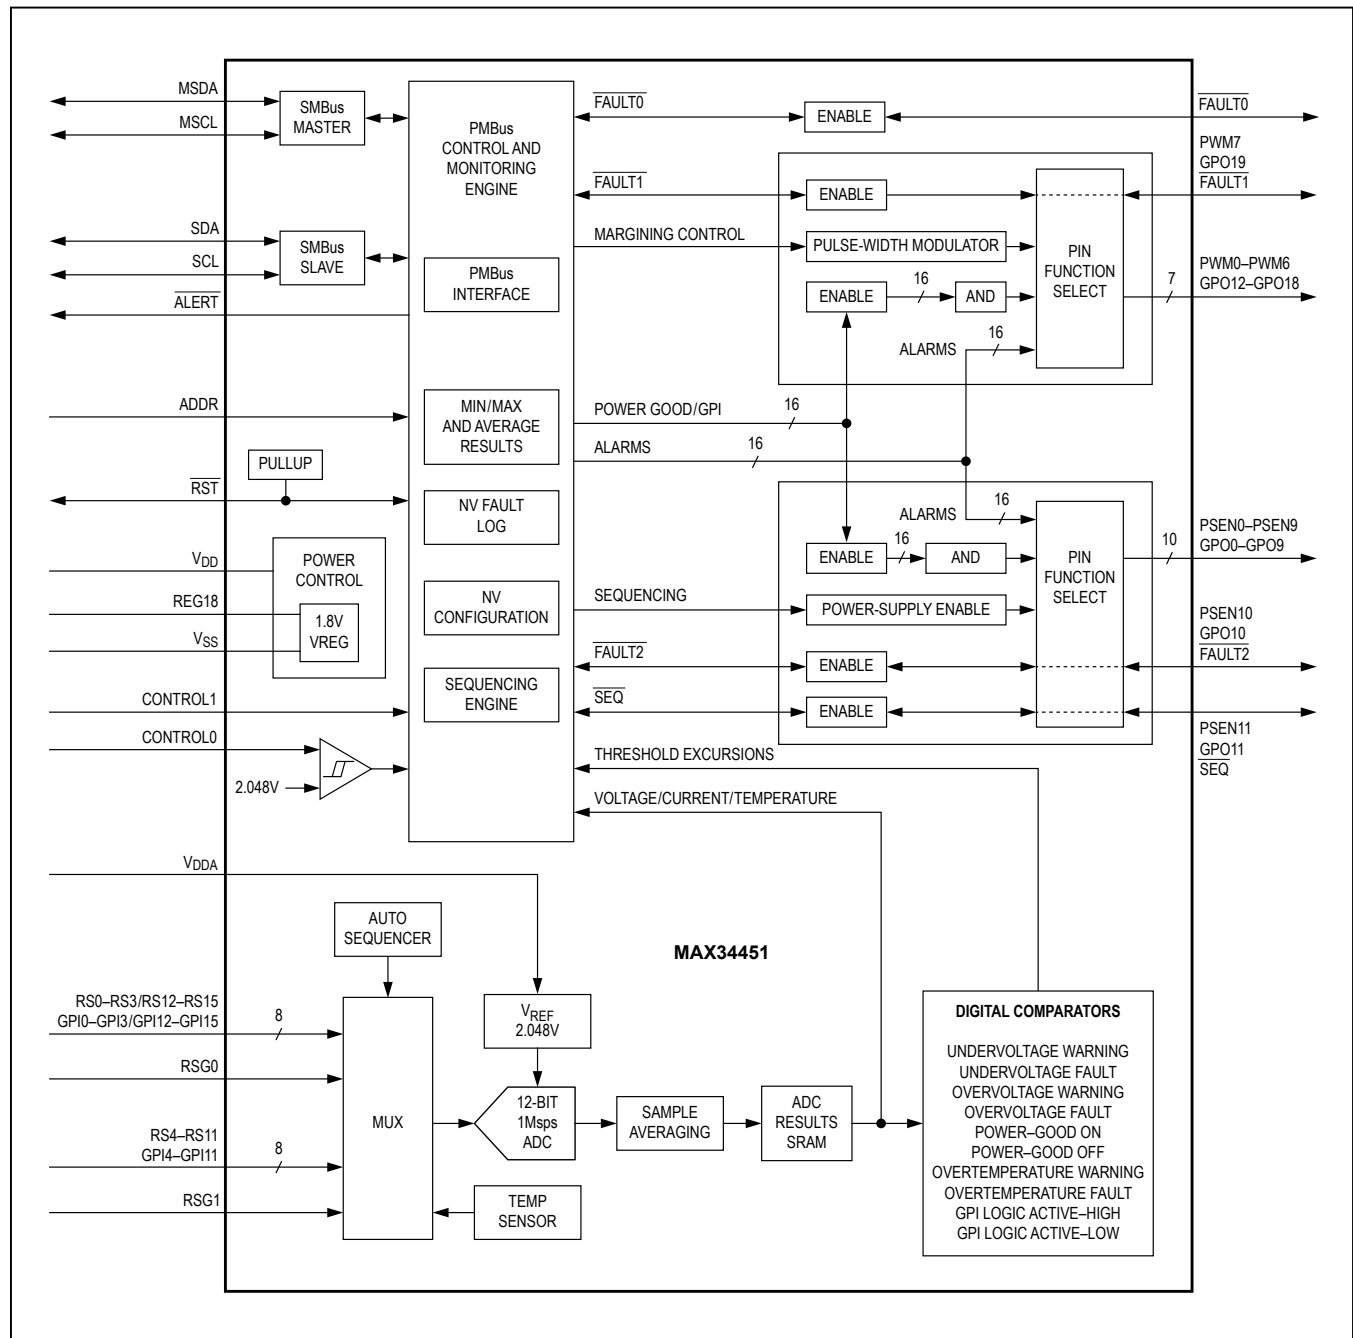 MSDA
MSCL
SMBus
MASTER
SDA
SCL
SMBus
SLAVE
ALERT
ADDR
PULLUP
RST
VDD
REG18
VSS
POWER
CONTROL
1.8V
VREG
CONTROL1
CONTROL0
2.048V
PMBus
CONTROL AND
MONITORING
ENGINE
PMBus
INTERFACE
MIN/MAX
AND AVERAGE
RESULTS
NV FAULT
LOG
NV
CONFIGURATION
SEQUENCING
ENGINE
FAULT0
ENABLE
FAULT0
FAULT1
ENABLE
PWM7
GPO19
FAULT1
MARGINING CONTROL
PULSE-WIDTH MODULATOR
ENABLE
16
AND
ALARMS
16
PIN
FUNCTION
SELECT
7
PWM0–PWM6
GPO12–GPO18
POWER GOOD/GPI
16
ALARMS
16
ALARMS
16
ENABLE
16
AND
PIN
FUNCTION
SELECT
10
PSEN0–PSEN9
GPO0–GPO9
SEQUENCING
POWER-SUPPLY ENABLE
FAULT2
ENABLE
PSEN10
GPO10
FAULT2
SEQ
ENABLE
PSEN11
GPO11
SEQ
THRESHOLD EXCURSIONS
VOLTAGE/CURRENT/TEMPERATURE
VDDA
AUTO
SEQUENCER
MAX34451
RS0–RS3/RS12–RS15
GPI0–GPI3/GPI12–GPI15
8
RSG0
RS4–RS11
GPI4–GPI11
8
RSG1
MUX
VREF
2.048V
12-BIT
1Msps
ADC
TEMP
SENSOR
SAMPLE
AVERAGING
ADC
RESULTS
SRAM
DIGITAL COMPARATORS
UNDERVOLTAGE WARNING
UNDERVOLTAGE FAULT
OVERVOLTAGE WARNING
OVERVOLTAGE FAULT
POWER–GOOD ON
POWER–GOOD OFF
OVERTEMPERATURE WARNING
OVERTEMPERATURE FAULT
GPI LOGIC ACTIVE–HIGH
GPI LOGIC ACTIVE–LOW